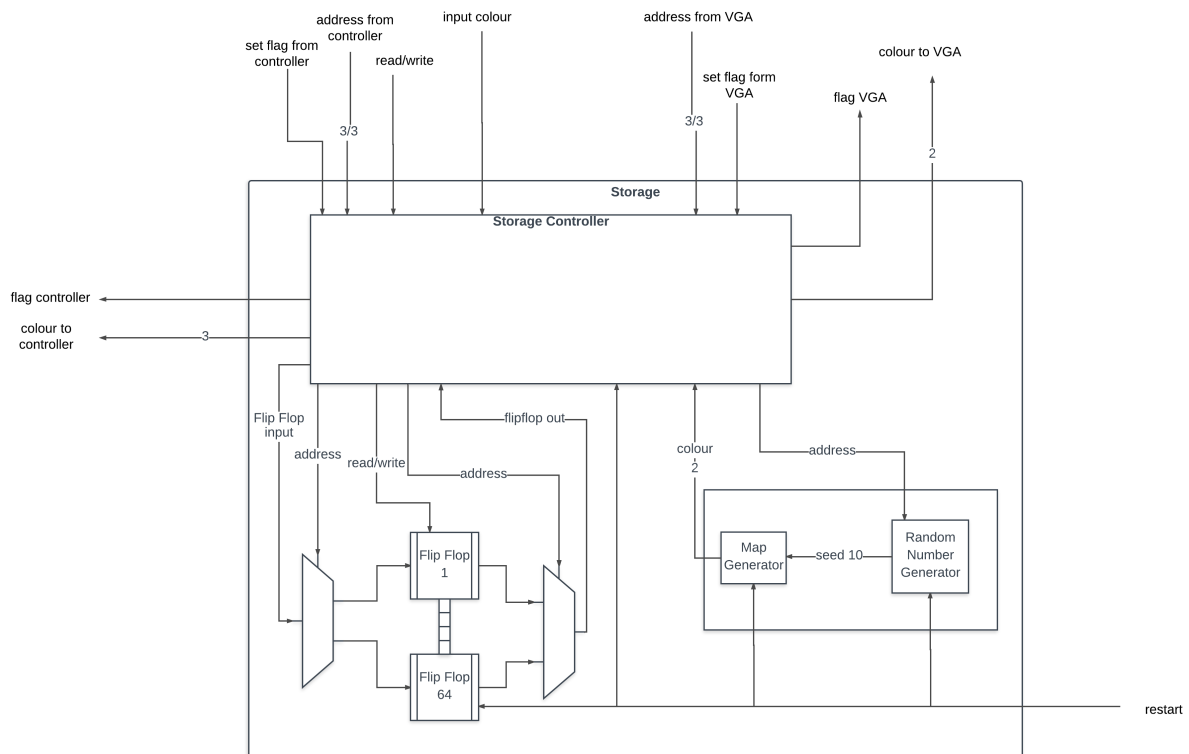 input colour
address from VGA
address from
controller
set flag from
controller
read/write
colour to VGA
set flag form
VGA
flag VGA
3/3
3/3
2
Storage
Storage Controller
flag controller
colour to
controller
3
Flip Flop
input
address
read/write
flipflop out
address
colour
2
address
Flip Flop
1
Map
Generator
seed 10
Random
Number
Generator
Flip Flop
64
restart